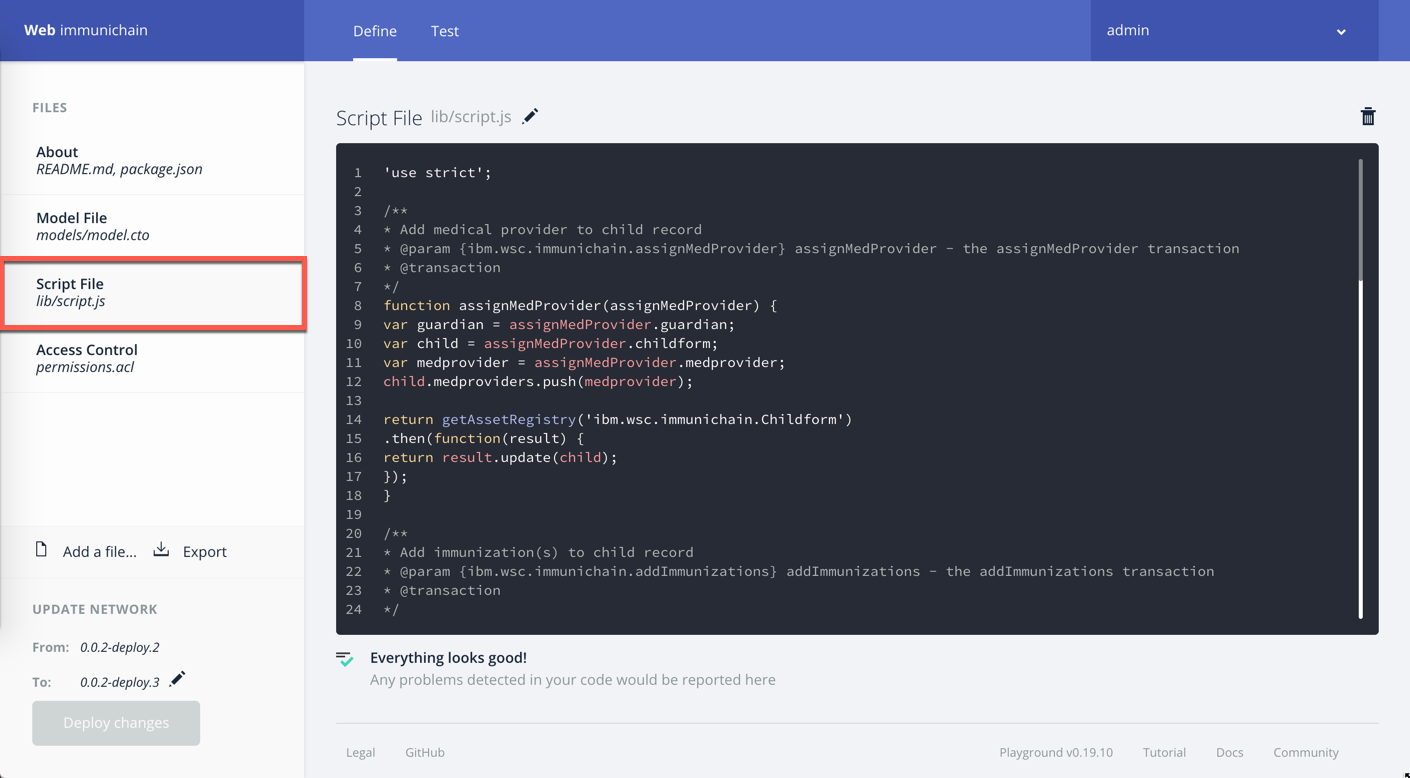 Web immunichain
Define
Test
admin
FILES
About
README.md, package.json
Model File
models/model.cto
Script File
lib/script.js
Access Control
permissions.acl
Add a file...
Export
UPDATE NETWORK
From: 0.0.2-deploy.2
To: 0.0.2-deploy.3
Deploy changes
Script File lib/script.js
1 'use strict';
2
3 /**
4 * Add medical provider to child record
5 * @param {ibm.wsc.immunichain.assignMedProvider} assignMedProvider - the assignMedProvider transaction
6 * @transaction
7 */
8 function assignMedProvider(assignMedProvider) {
9 var guardian = assignMedProvider.guardian;
10 var child = assignMedProvider.childform;
11 var medprovider = assignMedProvider.medprovider;
12 child.medproviders.push(medprovider);
13
14 return getAssetRegistry('ibm.wsc.immunichain.Childform')
15 .then(function(result) {
16 return result.update(child);
17 });
18 }
19
20 /**
21 * Add immunization(s) to child record
22 * @param {ibm.wsc.immunichain.addImmunizations} addImmunizations - the addImmunizations transaction
23 * @transaction
24 */
Everything looks good!
Any problems detected in your code would be reported here
Legal
GitHub
Playground v0.19.10
Tutorial
Docs
Community